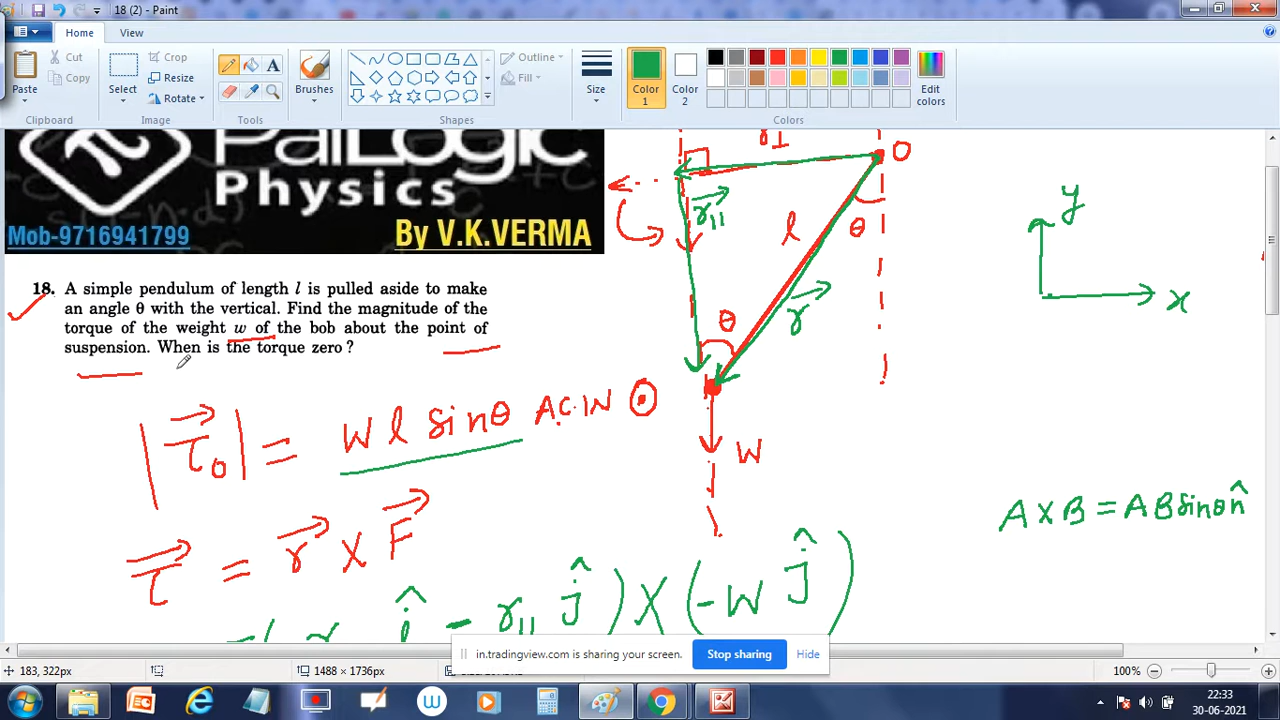 18 (2) - Paint
Home View
Paste
Cut
Copy
Clipboard
Select
Crop
Resize
Rotate
Image
Tools
Brushes
Outline
Fill
Shapes
Size
Color 1
Color 2
Edit colors
Colors
PalLogic
Physics
Mob-9716941799
By V.K.VERMA
18. A simple pendulum of length l is pulled aside to make
an angle θ with the vertical. Find the magnitude of the
torque of the weight w of the bob about the point of
suspension. When is the torque zero ?
r⊥
O
r||
l
θ
θ
r
W
y
x
|τ₀| = W l sinθ A.C.IN
τ = r X F
A X B = A B sinθ n̂
î - r|| ĵ ) X (-W ĵ )
in.tradingview.com is sharing your screen.
Stop sharing
Hide
183, 322px
1488 × 1736px
100%
22:33
30-06-2021